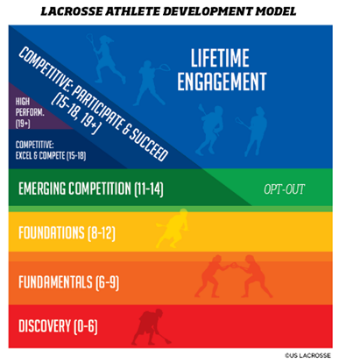 LACROSSE ATHLETE DEVELOPMENT MODEL
LIFETIME
ENGAGEMENT
COMPETITIVE: PARTICIPATE & SUCCEED
(15-18, 19+)
HIGH
PERFORM.
(19+)
COMPETITIVE:
EXCEL & COMPETE (15-18)
EMERGING COMPETITION (11-14)
OPT-OUT
FOUNDATIONS (8-12)
FUNDAMENTALS (6-9)
DISCOVERY (0-6)
©US LACROSSE